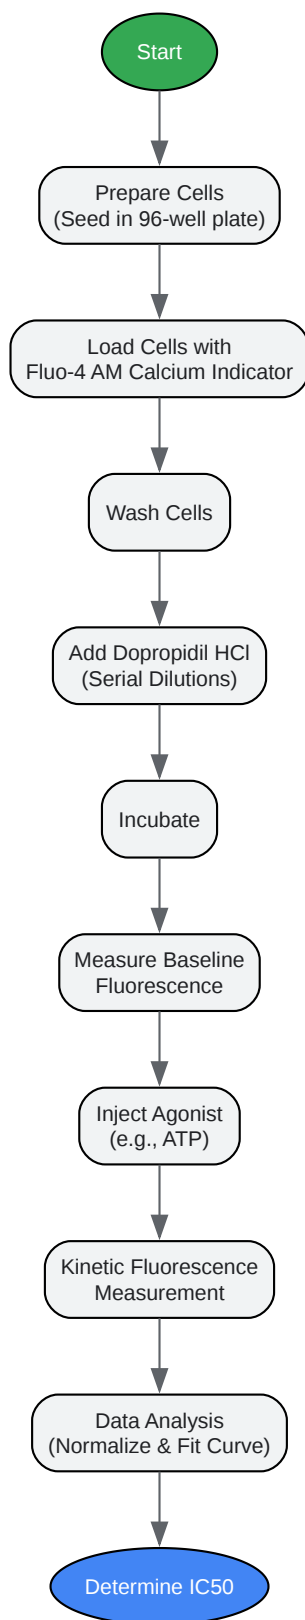 Start
Prepare Cells
(Seed in 96-well plate)
Load Cells with
Fluo-4 AM Calcium Indicator
Wash Cells
Add Dopropidil HCl
(Serial Dilutions)
Incubate
Measure Baseline
Fluorescence
Inject Agonist
(e.g., ATP)
Kinetic Fluorescence
Measurement
Data Analysis
(Normalize & Fit Curve)
Determine IC50